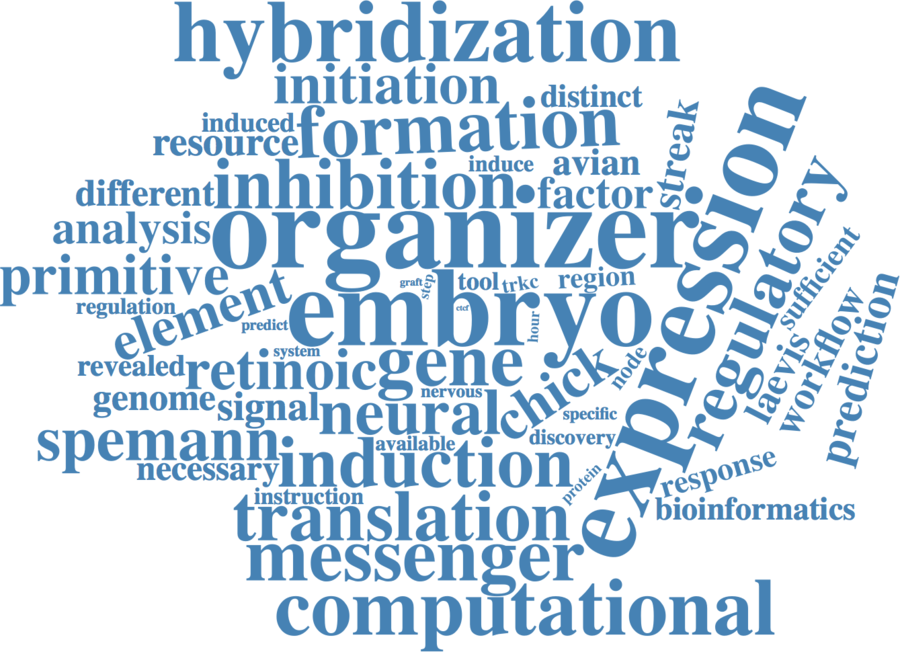 hybridization
initiation
distinct
induced
formation
streak
resource
induce
avian
expression
different
inhibition
factor
regulatory
analysis
organizer
sufficient
primitive
element
graft
step
tool
trkc
region
regulation
predict
embryo
ctcf
hour
workflow
prediction
laevis
revealed
system
retinoic
gene
chick
node
genome
signal
nervous
neural
specific
spemann
available
discovery
necessary
induction
protein
response
instruction
translation
bioinformatics
messenger
computational